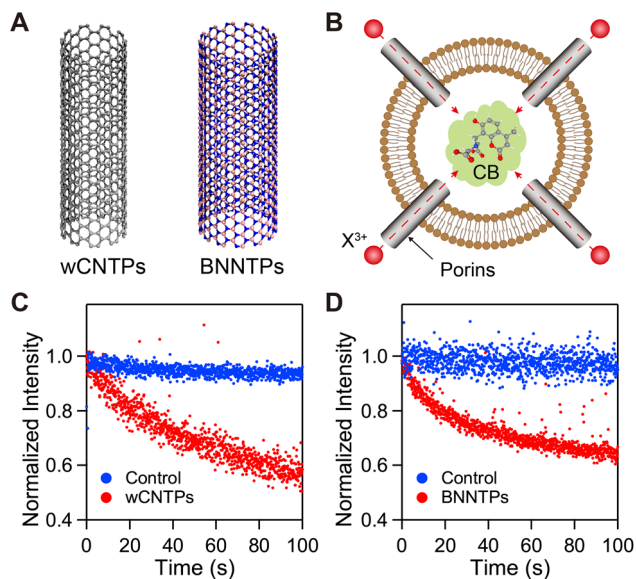 A
wCNTPs
BNNTPs
B
CB
X³⁺
Porins
C
Normalized Intensity
1.0
0.8
0.6
0.4
Control
wCNTPs
0 20 40 60 80 100
Time (s)
D
Normalized Intensity
1.0
0.8
0.6
0.4
Control
BNNTPs
0 20 40 60 80 100
Time (s)